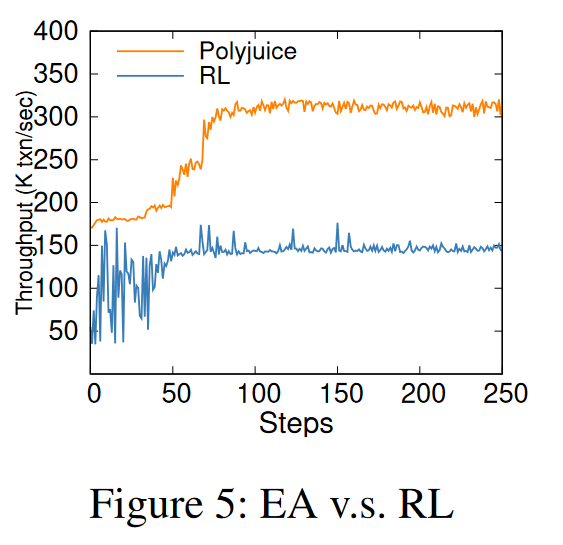 400
350
300
250
200
150
100
50
Throughput (K txn/sec)
Polyjuice
RL
0 50 100 150 200 250
Steps
Figure 5: EA v.s. RL